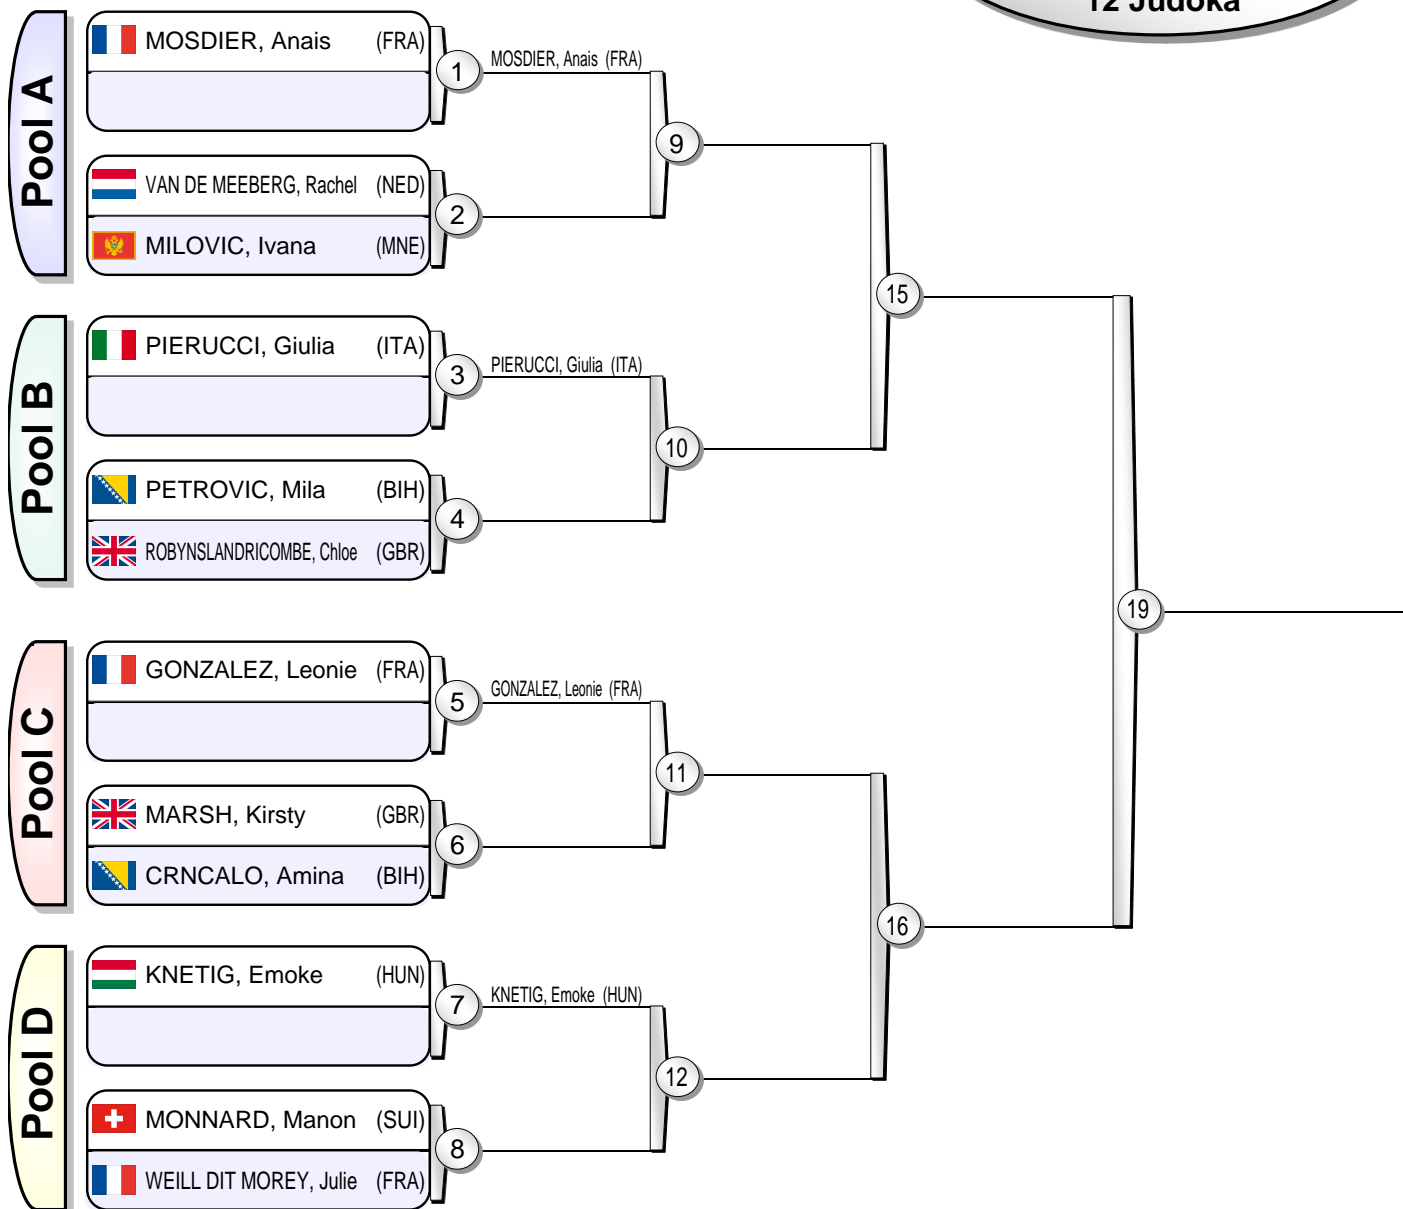 12 Judoka
Pool A
MOSDIER, Anais (FRA)
1
MOSDIER, Anais (FRA)
9
VAN DE MEEBERG, Rachel (NED)
2
MILOVIC, Ivana (MNE)
15
Pool B
PIERUCCI, Giulia (ITA)
3
PIERUCCI, Giulia (ITA)
10
PETROVIC, Mila (BIH)
4
ROBYNSLANDRICOMBE, Chloe (GBR)
19
Pool C
GONZALEZ, Leonie (FRA)
5
GONZALEZ, Leonie (FRA)
11
MARSH, Kirsty (GBR)
6
CRNCALO, Amina (BIH)
16
Pool D
KNETIG, Emoke (HUN)
7
KNETIG, Emoke (HUN)
12
MONNARD, Manon (SUI)
8
WEILL DIT MOREY, Julie (FRA)